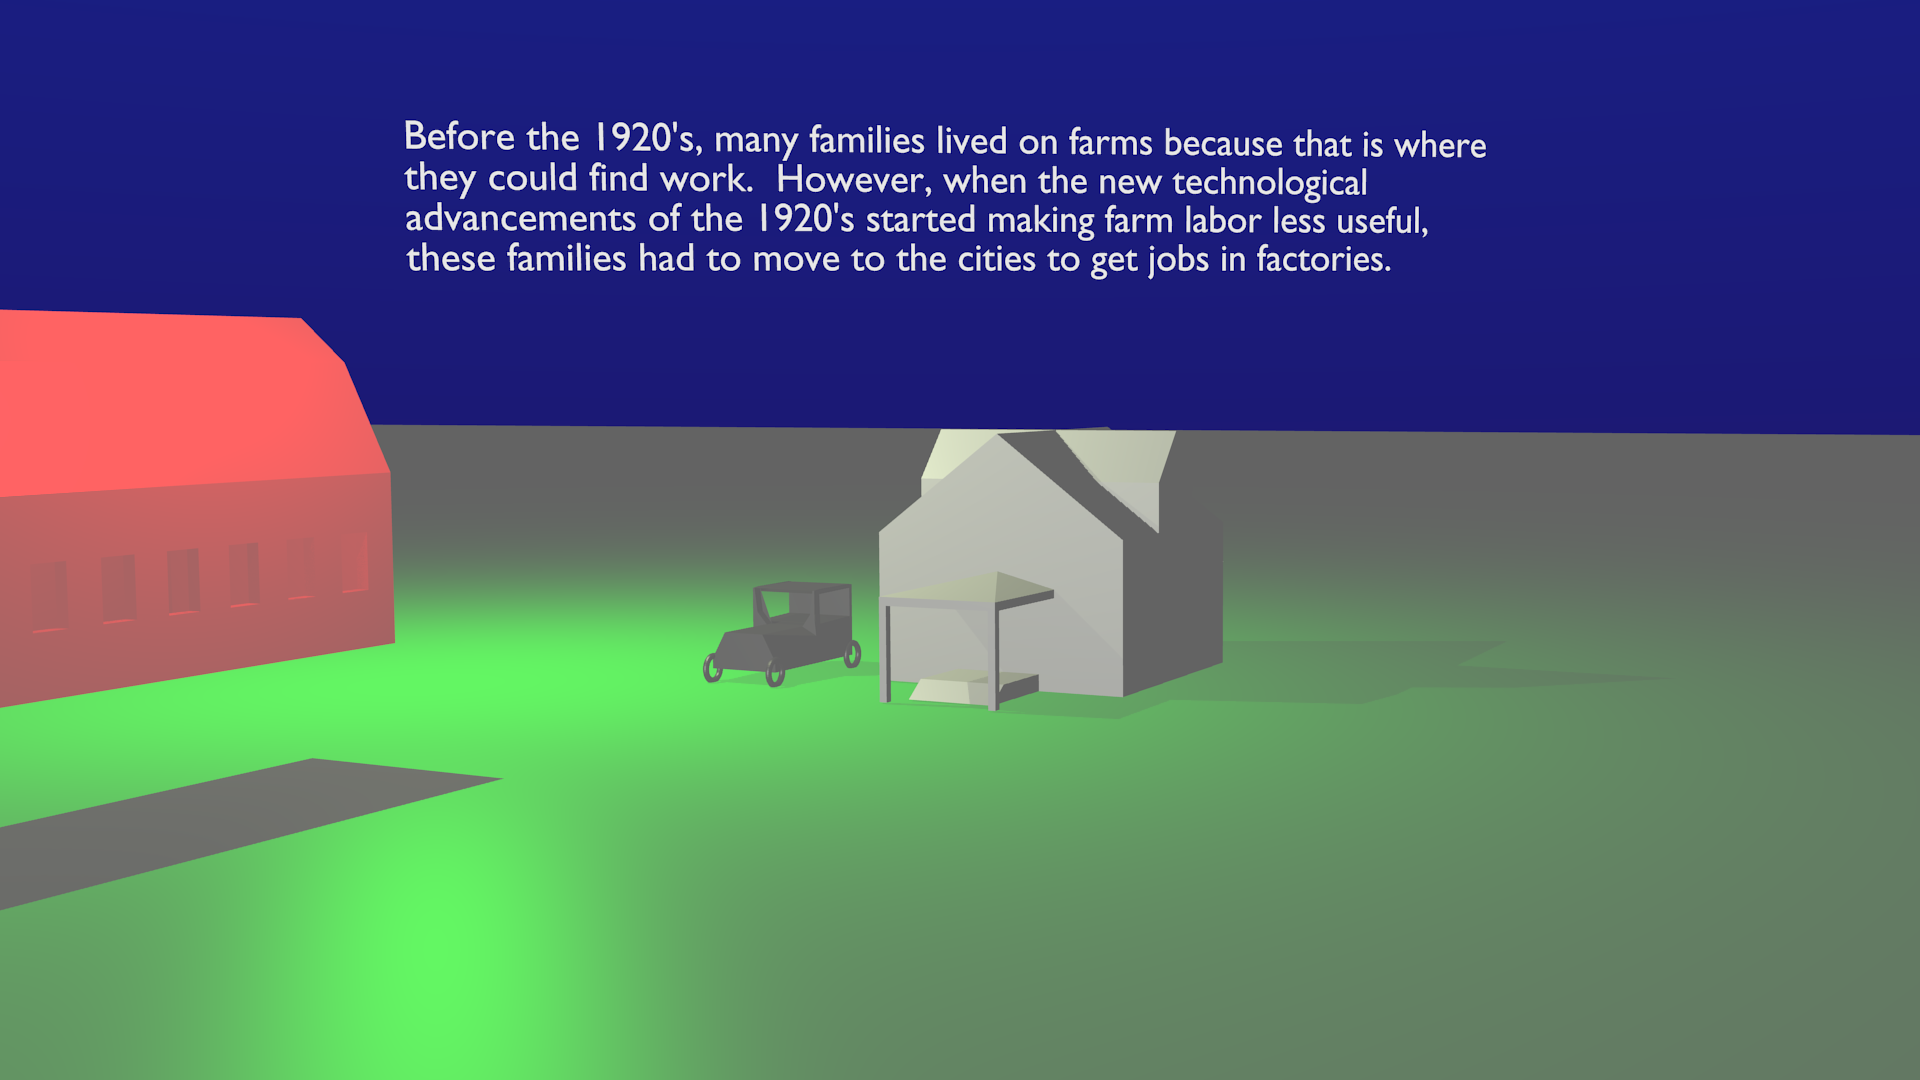 Before the 1920's, many families lived on farms because that is where
they could find work.  However, when the new technological
advancements of the 1920's started making farm labor less useful,
these families had to move to the cities to get jobs in factories.